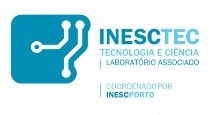 INESCTEC
TECNOLOGIA E CIÊNCIA
LABORATÓRIO ASSOCIADO
COORDENADO POR
INESCPORTO